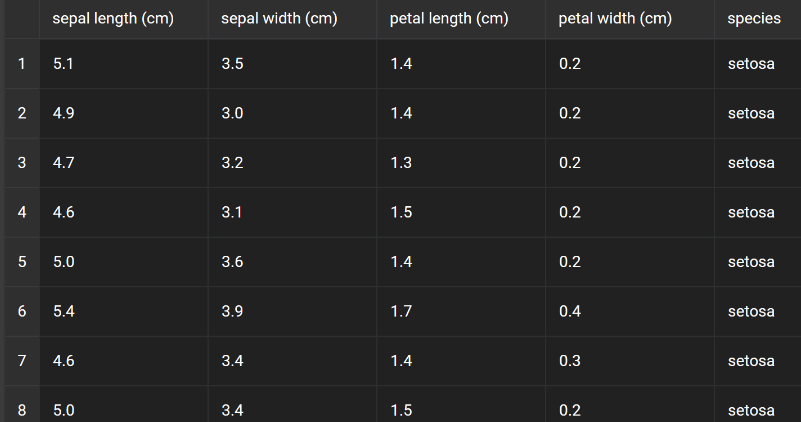 sepal length (cm) sepal width (cm) petal length (cm) petal width (cm) species
1 5.1 3.5 1.4 0.2 setosa
2 4.9 3.0 1.4 0.2 setosa
3 4.7 3.2 1.3 0.2 setosa
4 4.6 3.1 1.5 0.2 setosa
5 5.0 3.6 1.4 0.2 setosa
6 5.4 3.9 1.7 0.4 setosa
7 4.6 3.4 1.4 0.3 setosa
8 5.0 3.4 1.5 0.2 setosa